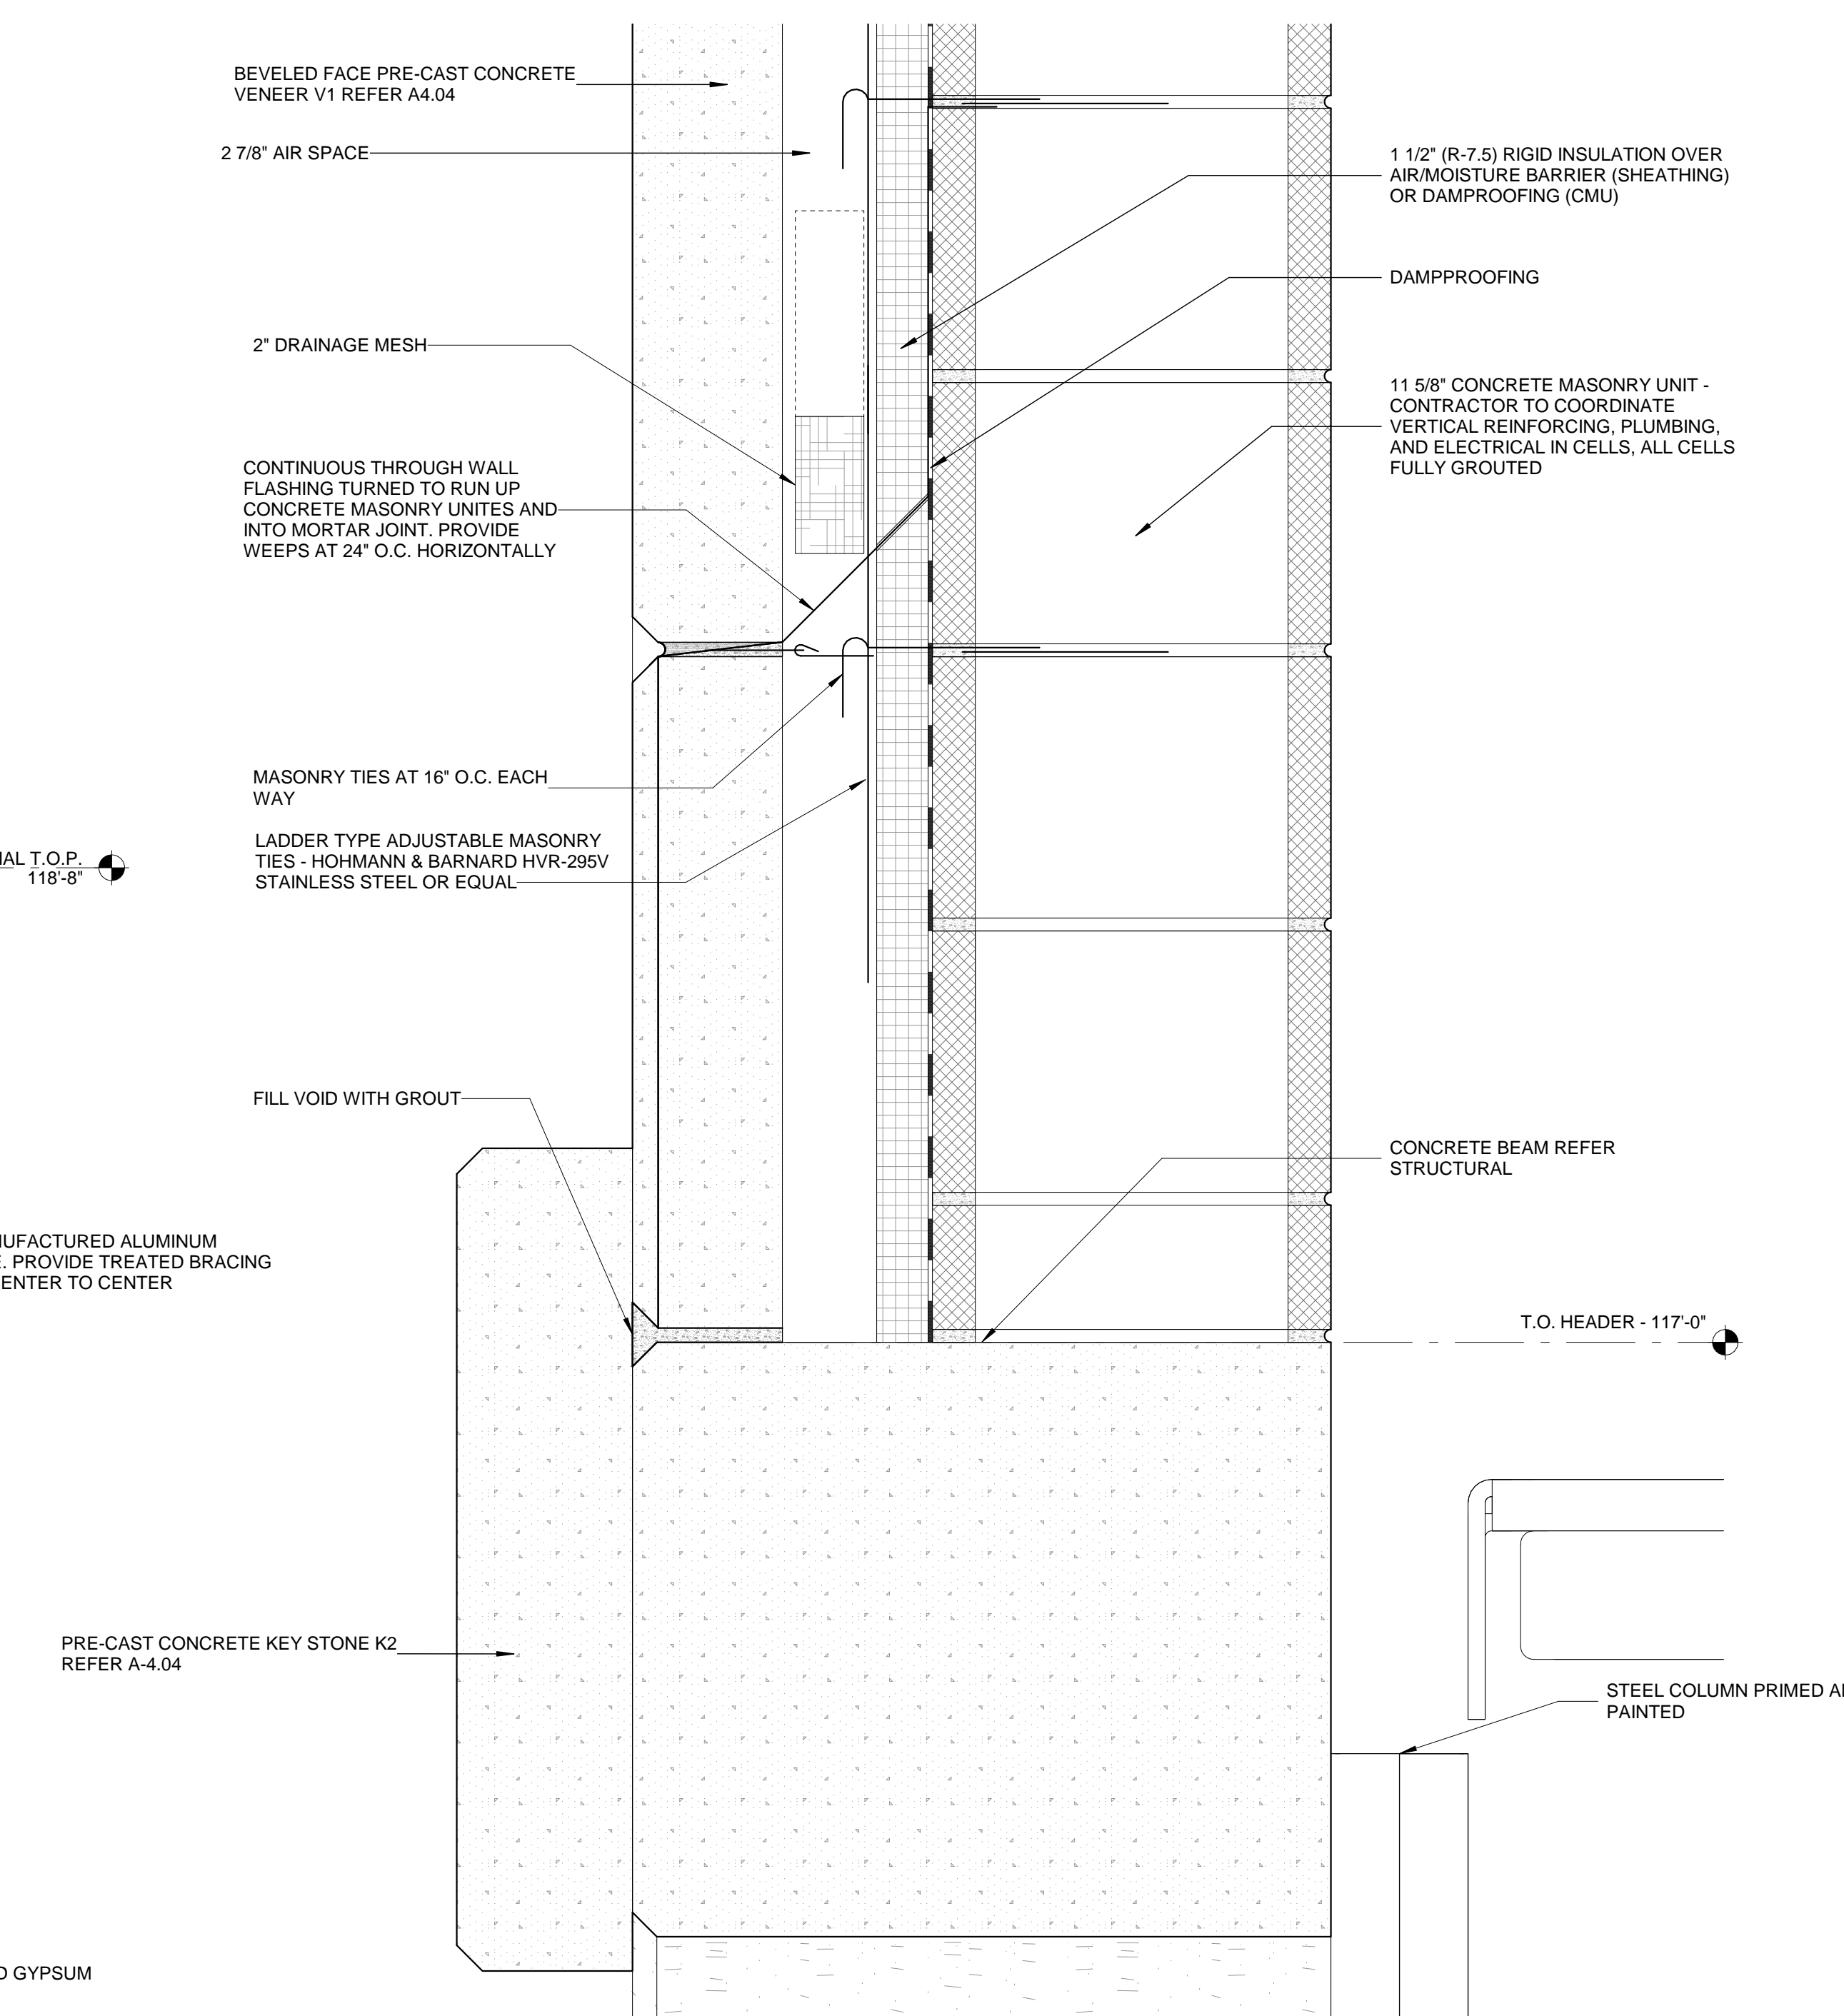 BEVELED FACE PRE-CAST CONCRETE
VENEER V1 REFER A4.04
2 7/8" AIR SPACE
2" DRAINAGE MESH
CONTINUOUS THROUGH WALL
FLASHING TURNED TO RUN UP
CONCRETE MASONRY UNITES AND
INTO MORTAR JOINT. PROVIDE
WEEPS AT 24" O.C. HORIZONTALLY
MASONRY TIES AT 16" O.C. EACH
WAY
LADDER TYPE ADJUSTABLE MASONRY
TIES - HOHMANN & BARNARD HVR-295V
STAINLESS STEEL OR EQUAL
T.O.P.
118'-8"
FILL VOID WITH GROUT
ALUMINUM
PROVIDE TREATED BRACING
TO CENTER
PRE-CAST CONCRETE KEY STONE K2
REFER A-4.04
GYPSUM
1 1/2" (R-7.5) RIGID INSULATION OVER
AIR/MOISTURE BARRIER (SHEATHING)
OR DAMPROOFING (CMU)
DAMPPROOFING
11 5/8" CONCRETE MASONRY UNIT -
CONTRACTOR TO COORDINATE
VERTICAL REINFORCING, PLUMBING,
AND ELECTRICAL IN CELLS, ALL CELLS
FULLY GROUTED
CONCRETE BEAM REFER
STRUCTURAL
T.O. HEADER - 117'-0"
STEEL COLUMN PRIMED
PAINTED